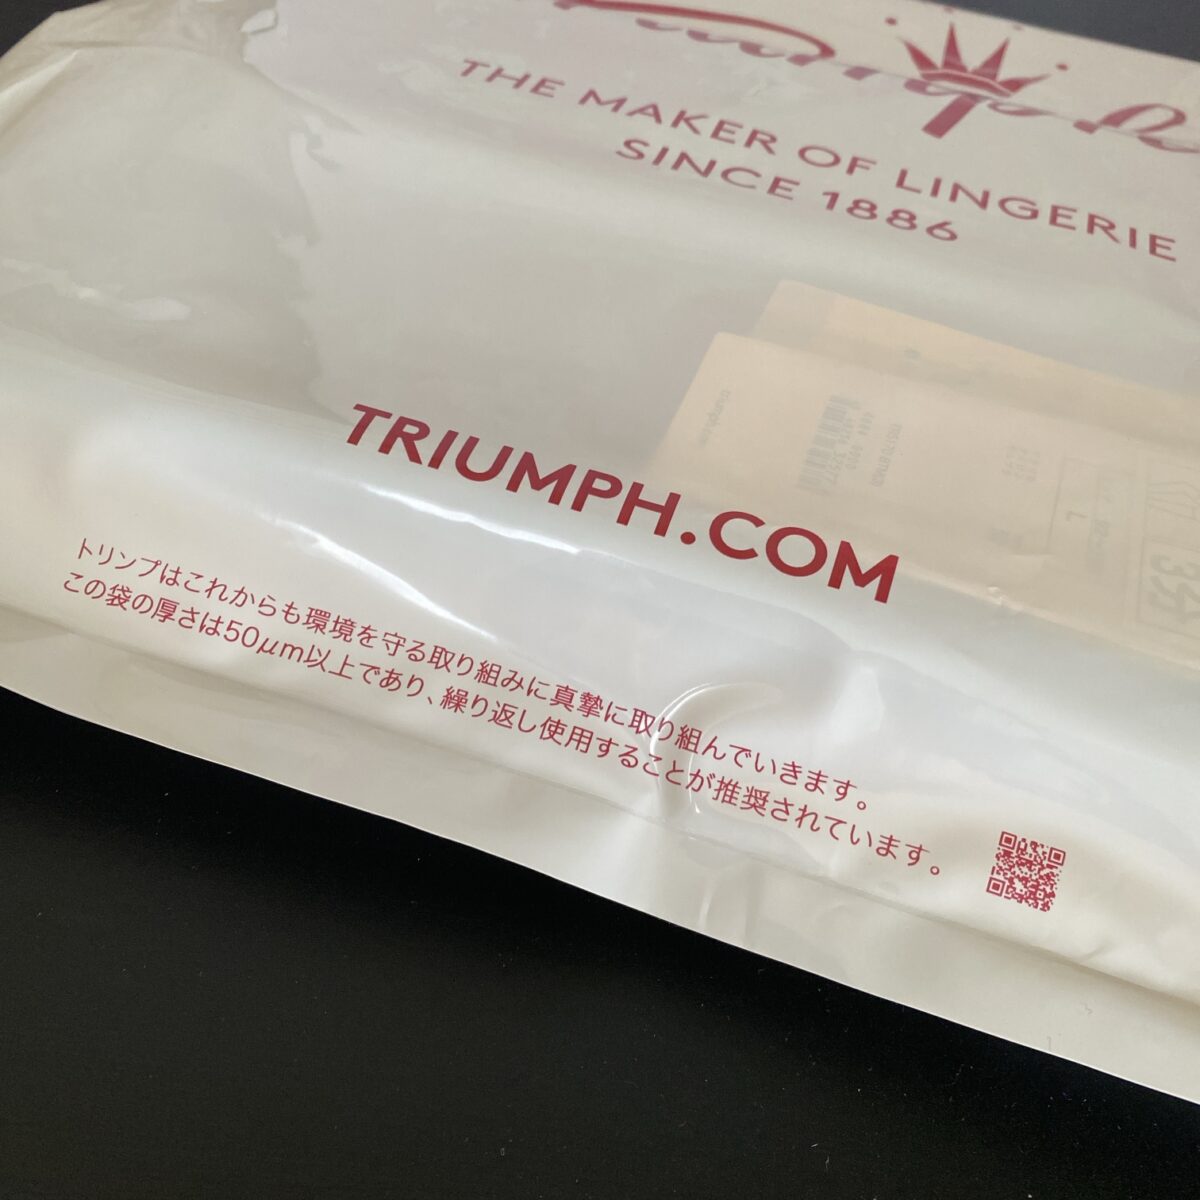 Triumph
THE MAKER OF LINGERIE
SINCE 1886
TRIUMPH.COM
トリンプはこれからも環境を守る取り組みに真摯に取り組んでいきます。
この袋の厚さは50μm以上であり、繰り返し使用することが推奨されています。
triumph.com
L